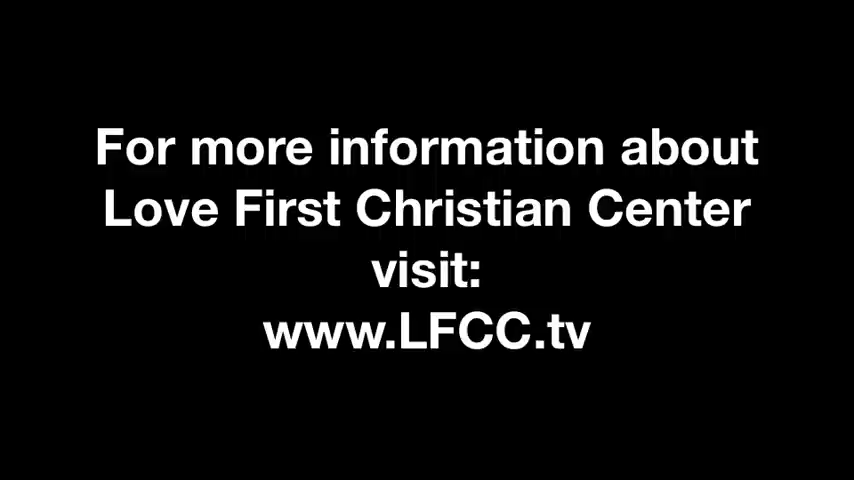 For more information about
Love First Christian Center
visit:
www.LFCC.tv